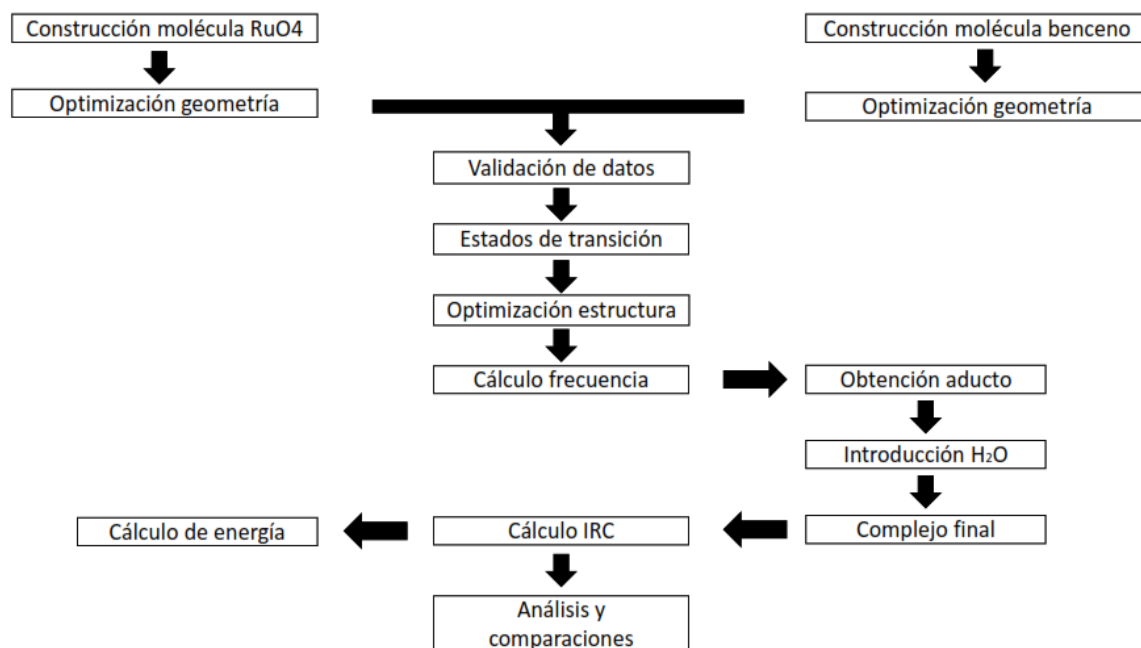 Construcción molécula RuO4
Construcción molécula benceno
Optimización geometría
Optimización geometría
Validación de datos
Estados de transición
Optimización estructura
Cálculo frecuencia
Obtención aducto
Introducción H₂O
Cálculo de energía
Cálculo IRC
Complejo final
Análisis y
comparaciones